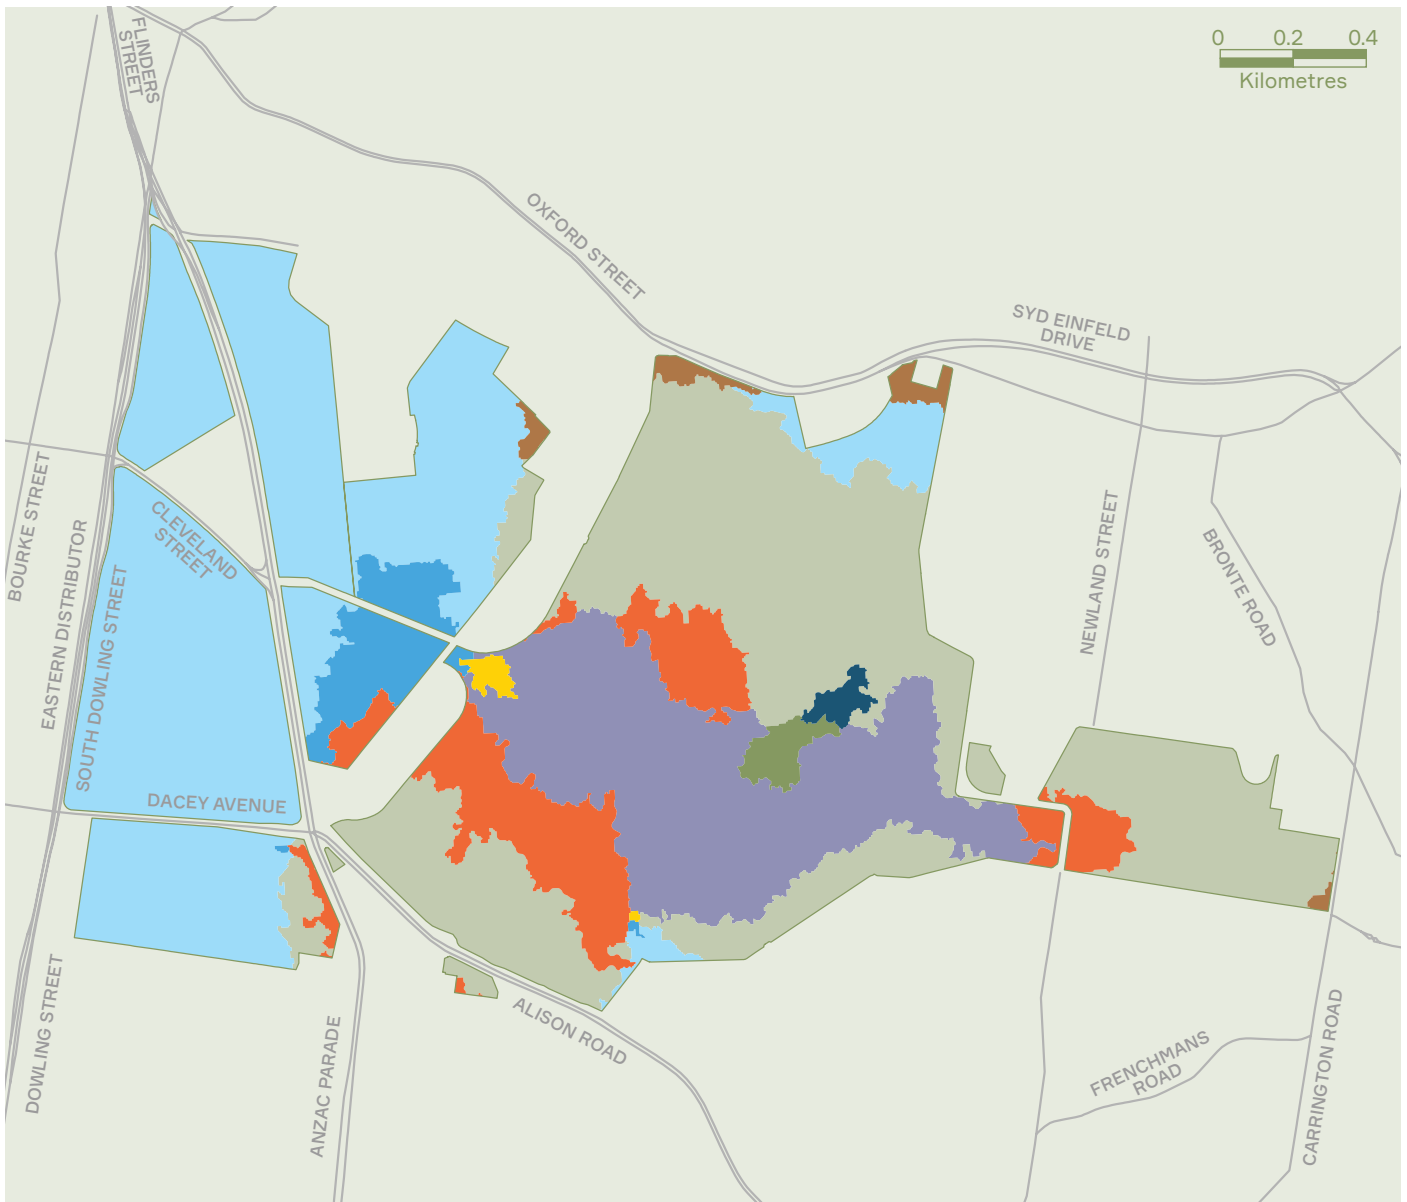 FLINDERS
STREET
0 0.2 0.4
Kilometres
OXFORD STREET
SYD EINFELD
DRIVE
BOURKE STREET
EASTERN DISTRIBUTOR
SOUTH DOWLING STREET
CLEVELAND
STREET
NEWLAND STREET
BRONTE ROAD
DACEY AVENUE
DOWLING STREET
ANZAC PARADE
ALISON ROAD
FRENCHMANS
ROAD
CARRINGTON ROAD